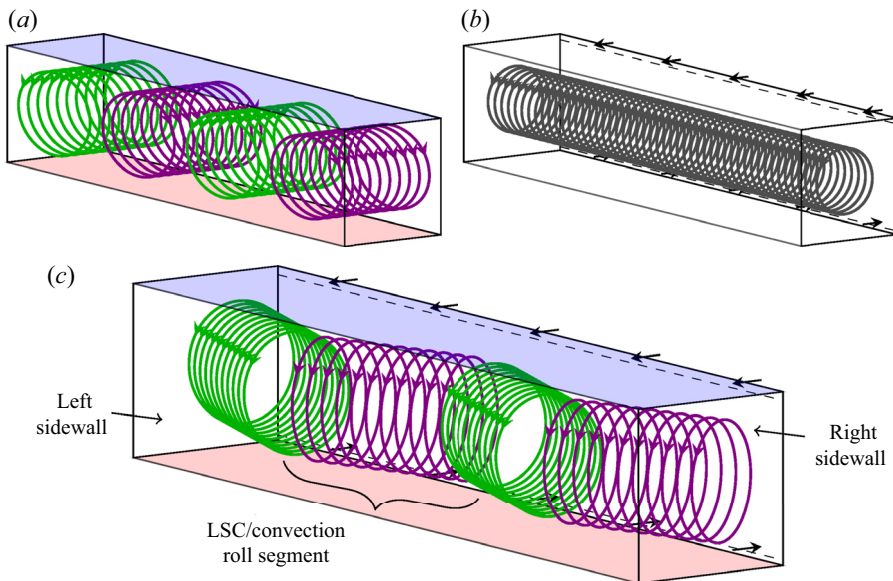 (a)
(b)
(c)
Left
sidewall
Right
sidewall
LSC/convection
roll segment